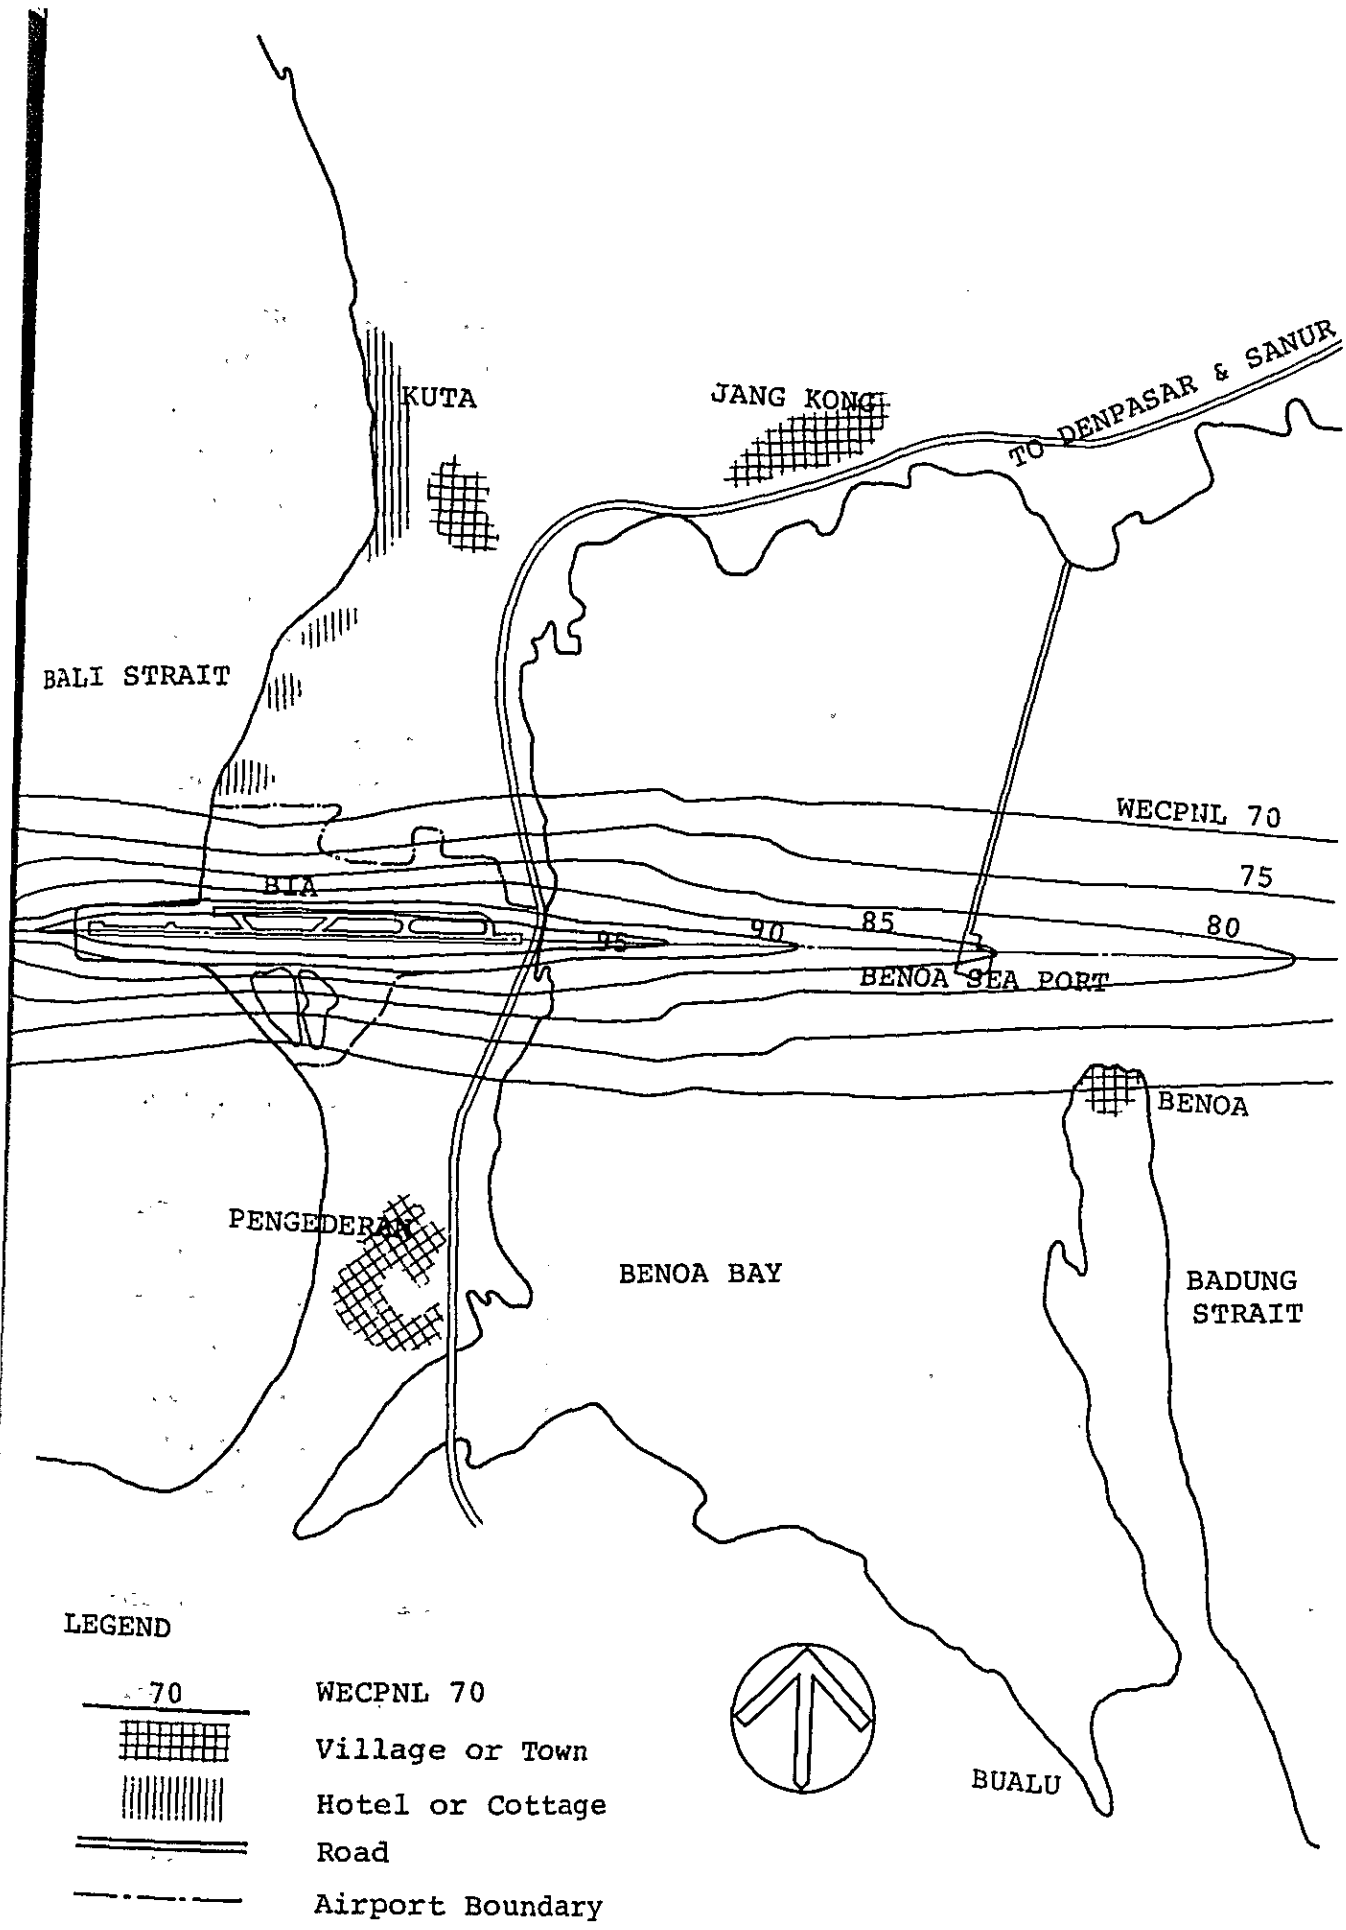 TO DENPASAR & SANUR
KUTA
JANG KONG
BALI STRAIT
WECPNL 70
75
BIA
80
85
90
95
BENOA SEA PORT
BENOA
PENGEDERAN
BENOA BAY
BADUNG
STRAIT
LEGEND
70 WECPNL 70
Village or Town
Hotel or Cottage
Road
Airport Boundary
BUALU